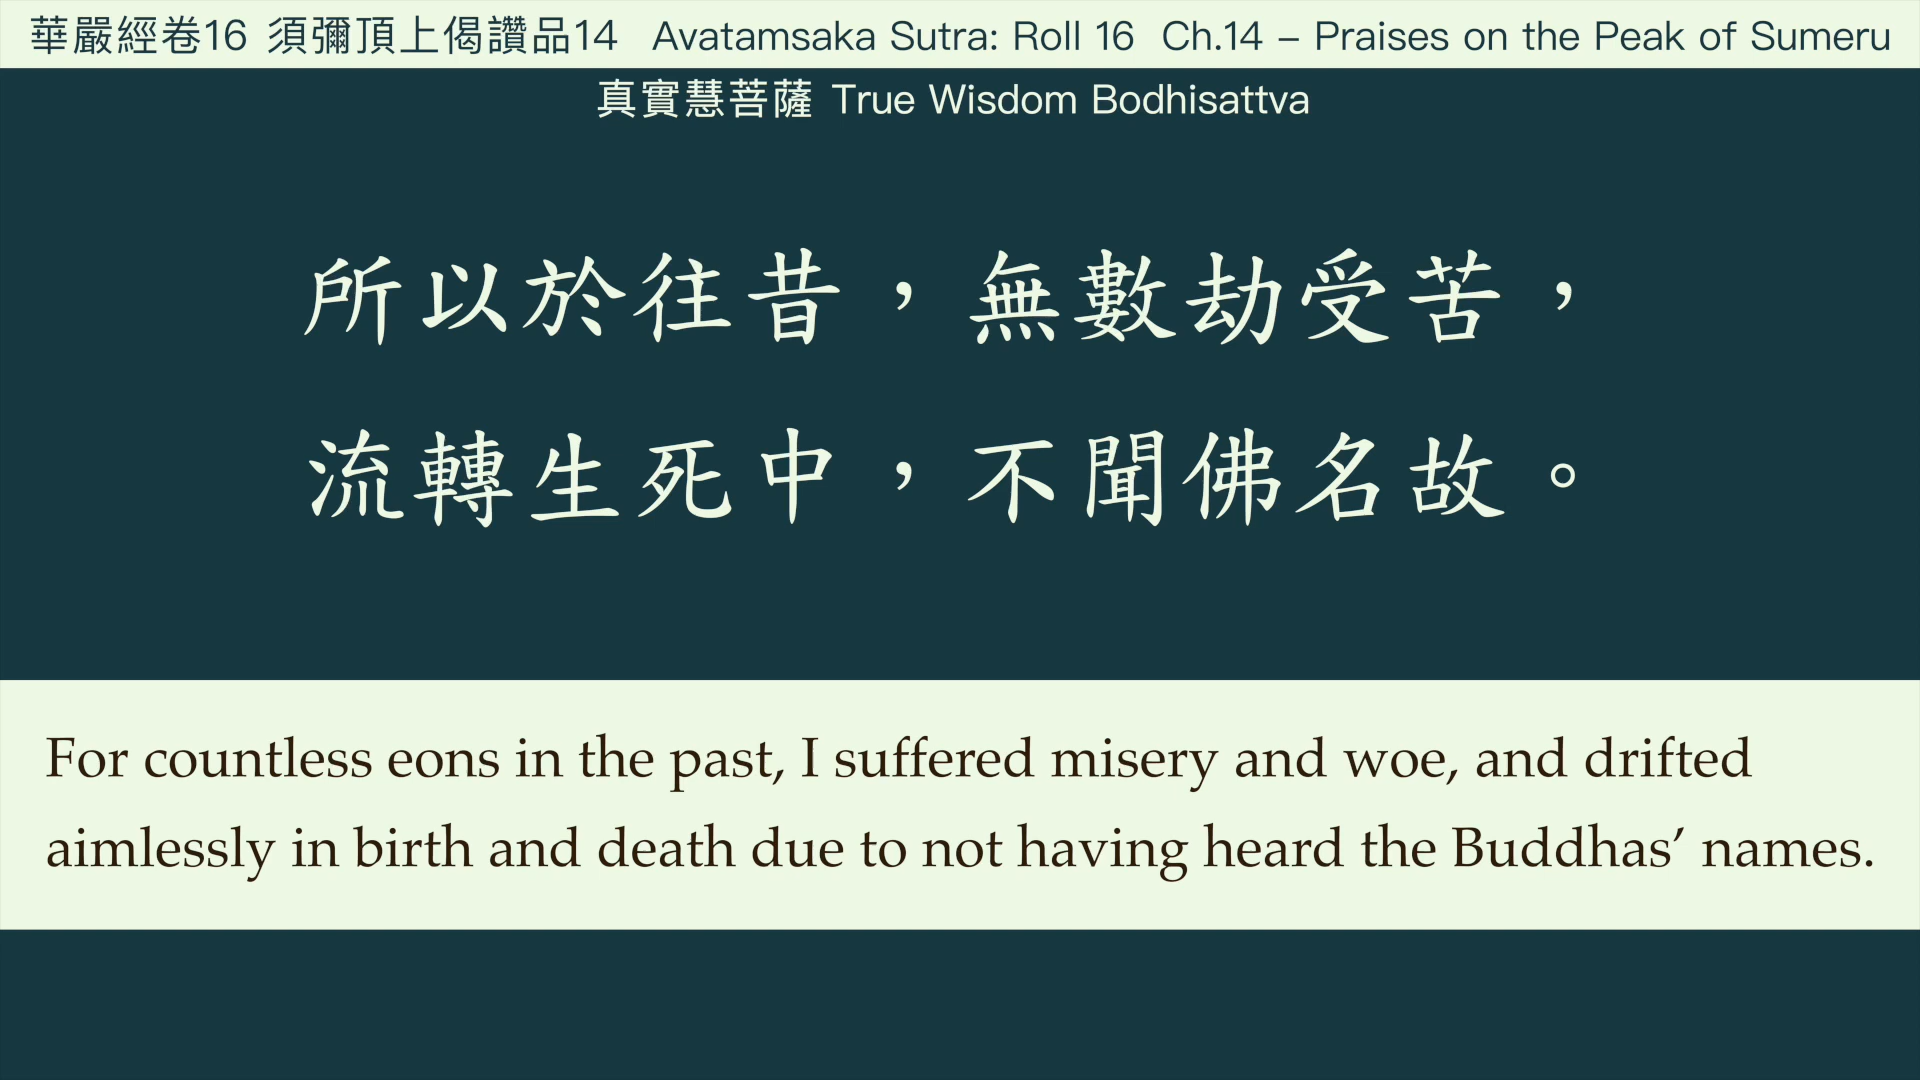 華嚴經卷16 須彌頂上偈讚品14 Avatamsaka Sutra: Roll 16 Ch.14 – Praises on the Peak of Sumeru
真實慧菩薩 True Wisdom Bodhisattva
所以於往昔，無數劫受苦，
流轉生死中，不聞佛名故。
For countless eons in the past, I suffered misery and woe, and drifted
aimlessly in birth and death due to not having heard the Buddhas’ names.